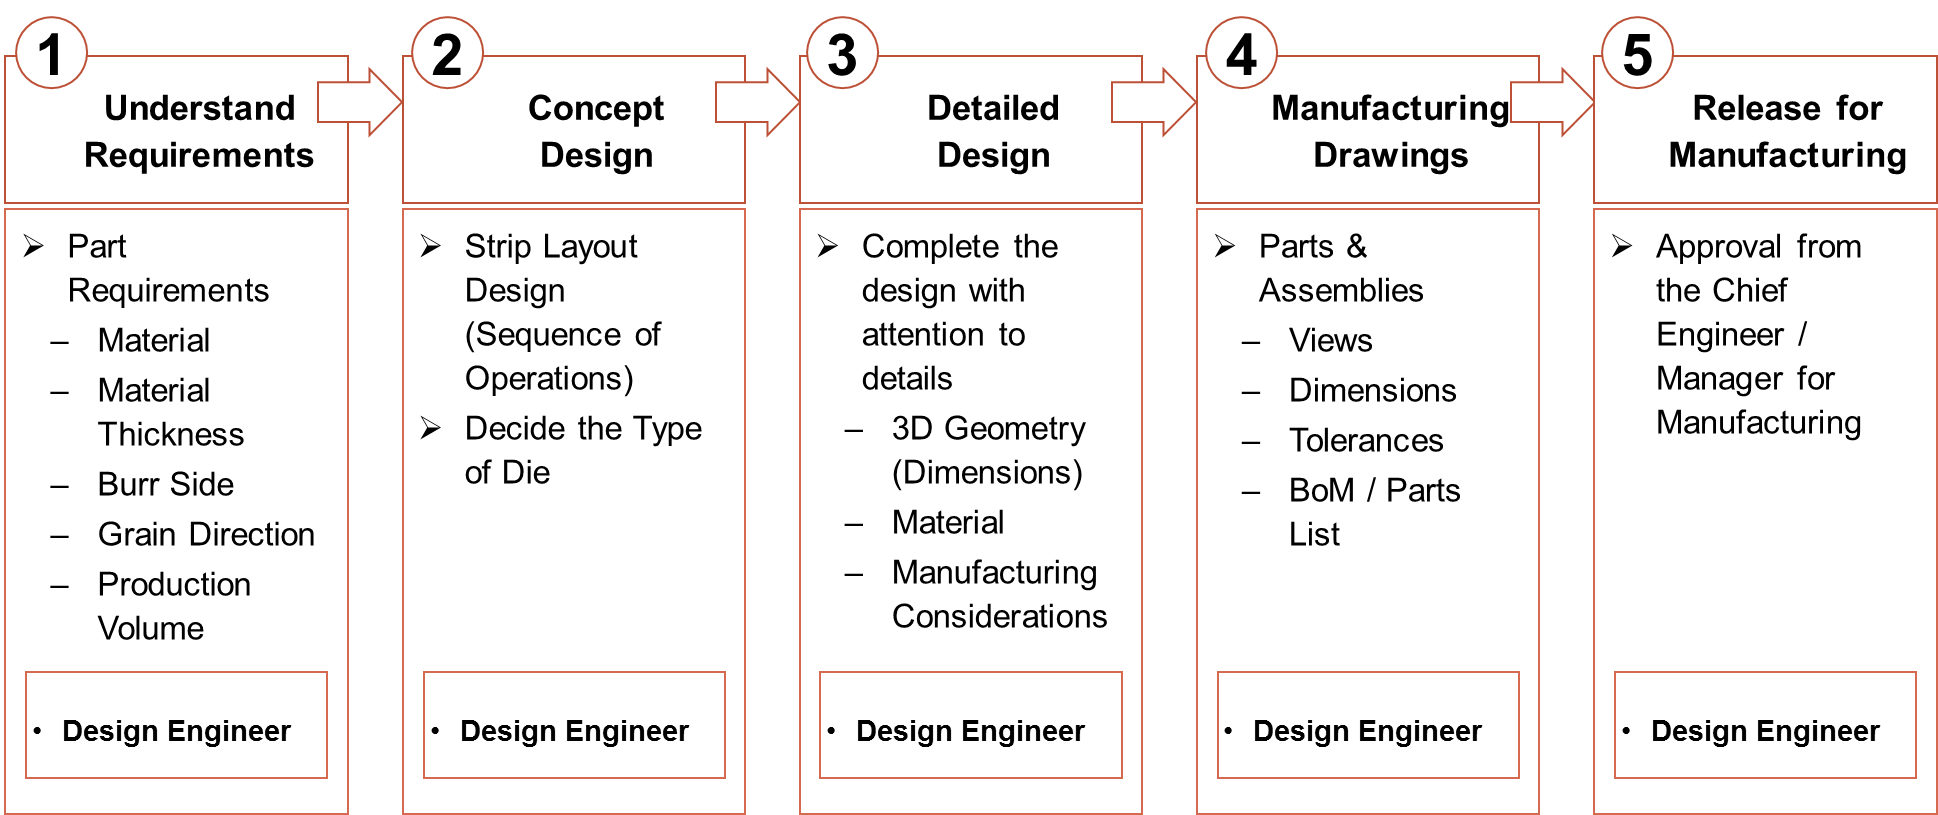 1
Understand
Requirements
➢ Part
Requirements
– Material
– Material
Thickness
– Burr Side
– Grain Direction
– Production
Volume
• Design Engineer
2
Concept
Design
➢ Strip Layout
Design
(Sequence of
Operations)
➢ Decide the Type
of Die
• Design Engineer
3
Detailed
Design
➢ Complete the
design with
attention to
details
– 3D Geometry
(Dimensions)
– Material
– Manufacturing
Considerations
• Design Engineer
4
Manufacturing
Drawings
➢ Parts &
Assemblies
– Views
– Dimensions
– Tolerances
– BoM / Parts
List
• Design Engineer
5
Release for
Manufacturing
➢ Approval from
the Chief
Engineer /
Manager for
Manufacturing
• Design Engineer